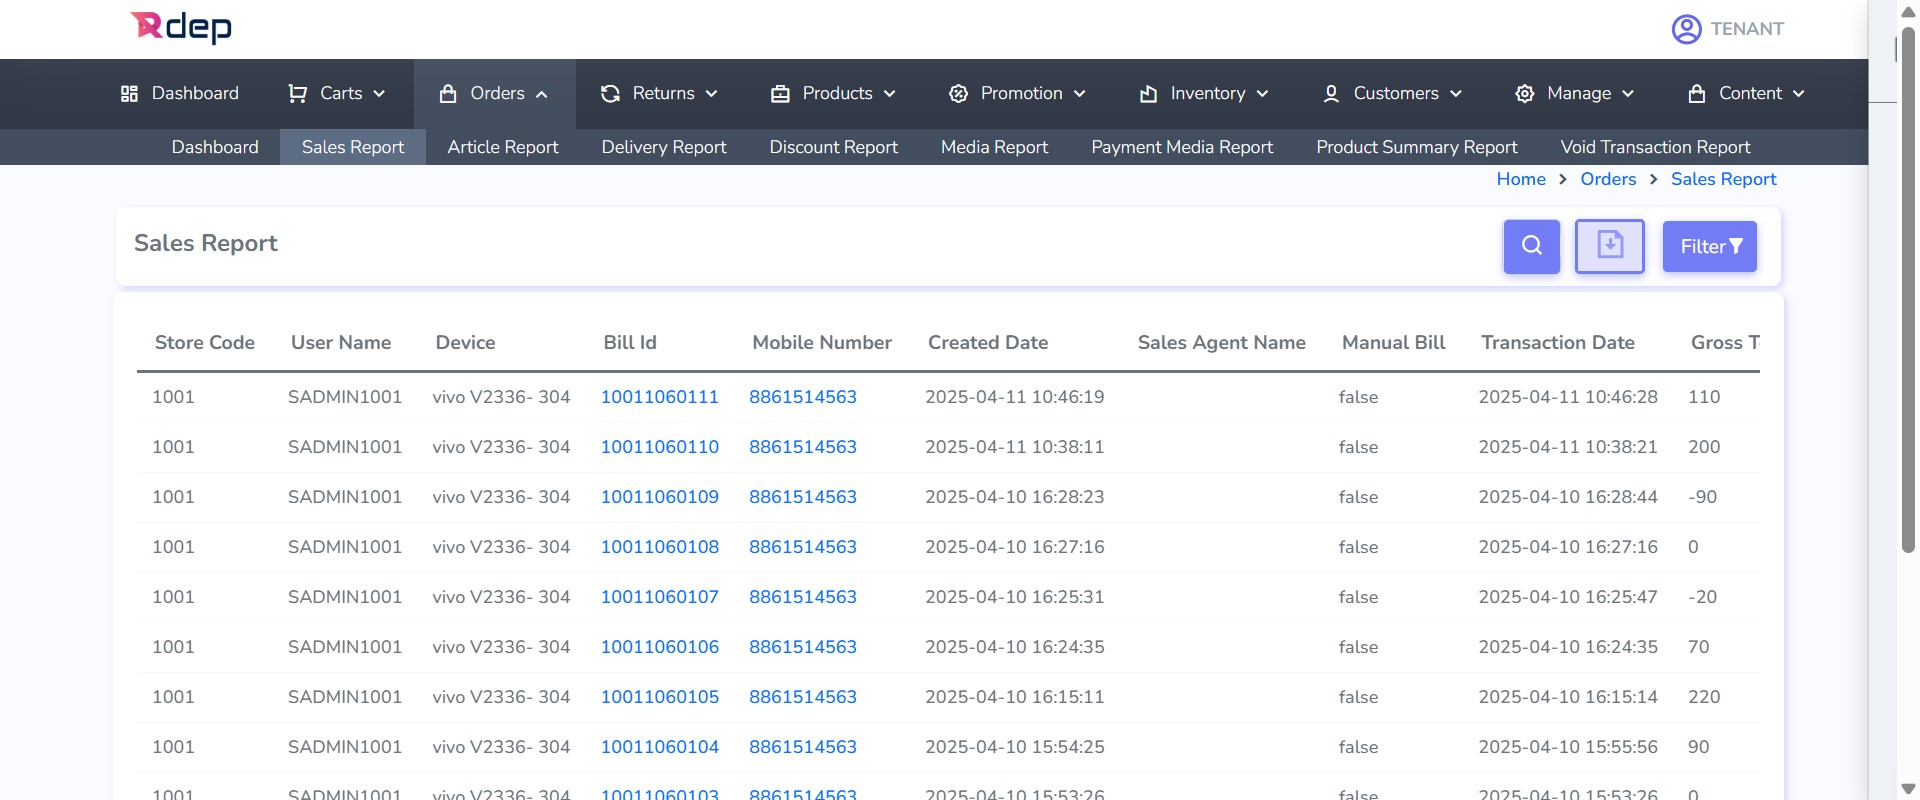 Rdep
TENANT
Dashboard Carts Orders Returns Products Promotion Inventory Customers Manage Content
Dashboard Sales Report Article Report Delivery Report Discount Report Media Report Payment Media Report Product Summary Report Void Transaction Report
Home > Orders > Sales Report
Sales Report
Filter
Store Code User Name Device Bill Id Mobile Number Created Date Sales Agent Name Manual Bill Transaction Date Gross T
1001 SADMIN1001 vivo V2336- 304 10011060111 8861514563 2025-04-11 10:46:19 false 2025-04-11 10:46:28 110
1001 SADMIN1001 vivo V2336- 304 10011060110 8861514563 2025-04-11 10:38:11 false 2025-04-11 10:38:21 200
1001 SADMIN1001 vivo V2336- 304 10011060109 8861514563 2025-04-10 16:28:23 false 2025-04-10 16:28:44 -90
1001 SADMIN1001 vivo V2336- 304 10011060108 8861514563 2025-04-10 16:27:16 false 2025-04-10 16:27:16 0
1001 SADMIN1001 vivo V2336- 304 10011060107 8861514563 2025-04-10 16:25:31 false 2025-04-10 16:25:47 -20
1001 SADMIN1001 vivo V2336- 304 10011060106 8861514563 2025-04-10 16:24:35 false 2025-04-10 16:24:35 70
1001 SADMIN1001 vivo V2336- 304 10011060105 8861514563 2025-04-10 16:15:11 false 2025-04-10 16:15:14 220
1001 SADMIN1001 vivo V2336- 304 10011060104 8861514563 2025-04-10 15:54:25 false 2025-04-10 15:55:56 90
1001 SADMIN1001 vivo V2336- 304 10011060103 8861514563 2025-04-10 15:53:26 false 2025-04-10 15:53:26 0